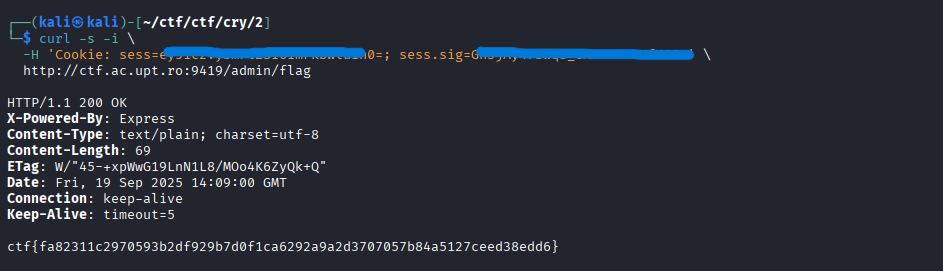 ┌──(kali㉿kali)-[~/ctf/ctf/cry/2]
└─$ curl -s -i \
-H 'Cookie: sess= n0=; sess.sig= \
http://ctf.ac.upt.ro:9419/admin/flag
HTTP/1.1 200 OK
X-Powered-By: Express
Content-Type: text/plain; charset=utf-8
Content-Length: 69
ETag: W/"45-+xpWwG19LnN1L8/MOo4K6ZyQk+Q"
Date: Fri, 19 Sep 2025 14:09:00 GMT
Connection: keep-alive
Keep-Alive: timeout=5
ctf{fa82311c2970593b2df929b7d0f1ca6292a9a2d3707057b84a5127ceed38edd6}